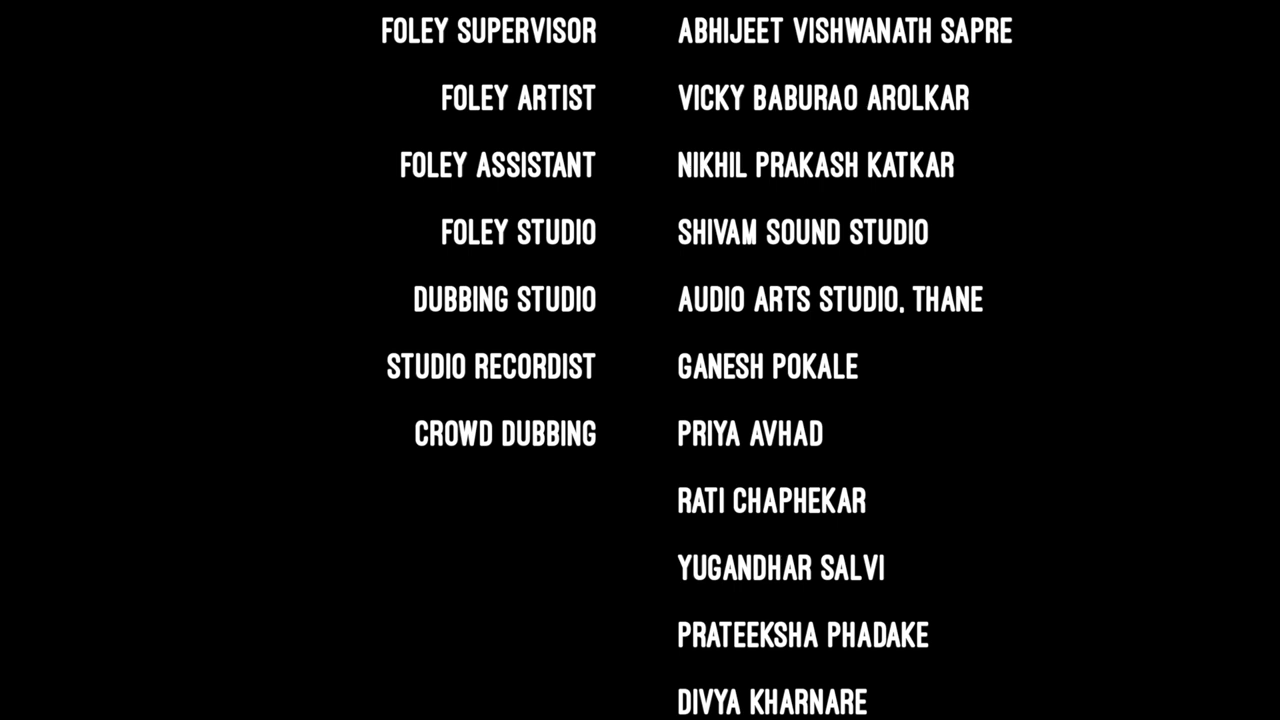 FOLEY SUPERVISOR ABHIJEET VISHWANATH SAPRE
FOLEY ARTIST VICKY BABURAO AROLKAR
FOLEY ASSISTANT NIKHIL PRAKASH KATKAR
FOLEY STUDIO SHIVAM SOUND STUDIO
DUBBING STUDIO AUDIO ARTS STUDIO, THANE
STUDIO RECORDIST GANESH POKALE
CROWD DUBBING PRIYA AVHAD
RATI CHAPHEKAR
YUGANDHAR SALVI
PRATEEKSHA PHADAKE
DIVYA KHARNARE